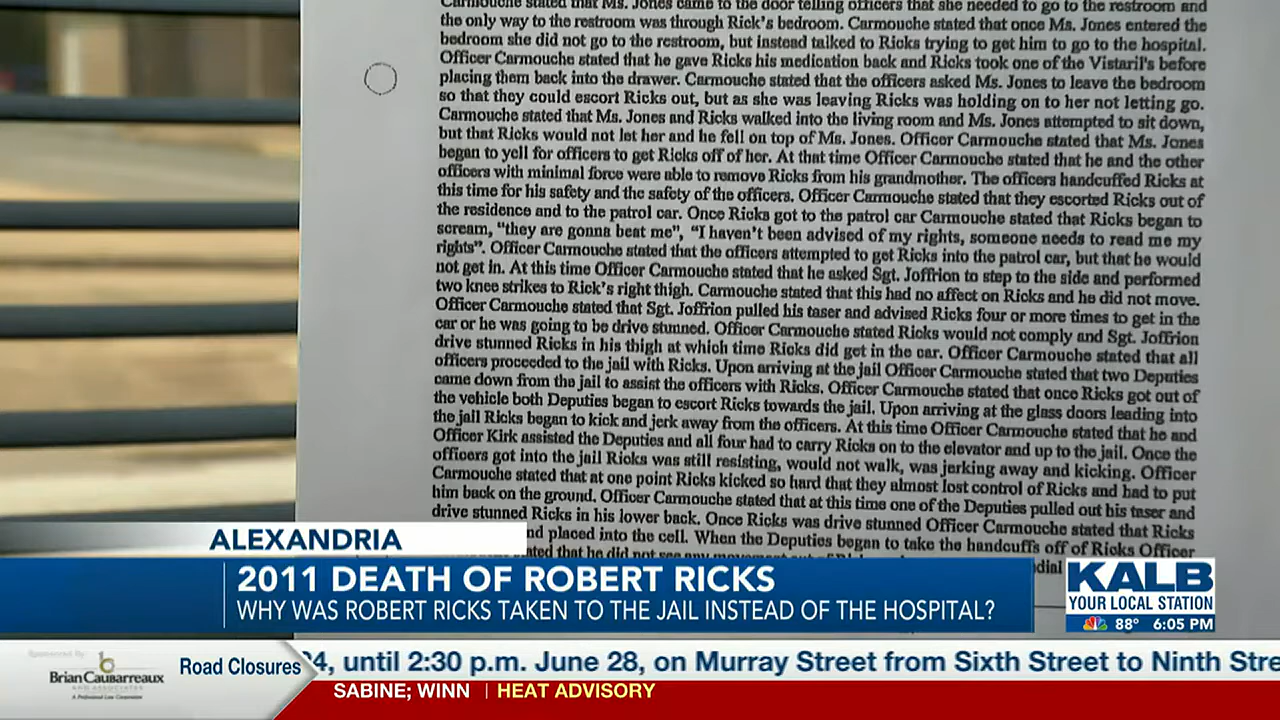 Carmouche stated that Ms. Jones came to the door telling officers that she needed to go to the restroom and
the only way to the restroom was through Rick's bedroom. Carmouche stated that once Ms. Jones entered the
bedroom she did not go to the restroom, but instead talked to Ricks trying to get him to go to the hospital.
Officer Carmouche stated that he gave Ricks his medication back and Ricks took one of the Vistaril's before
placing them back into the drawer. Carmouche stated that the officers asked Ms. Jones to leave the bedroom
so that they could escort Ricks out, but as she was leaving Ricks was holding on to her not letting go.
Carmouche stated that Ms. Jones and Ricks walked into the living room and Ms. Jones attempted to sit down,
but that Ricks would not let her and he fell on top of Ms. Jones. Officer Carmouche stated that Ms. Jones
began to yell for officers to get Ricks off of her. At that time Officer Carmouche stated that he and the other
officers with minimal force were able to remove Ricks from his grandmother. The officers handcuffed Ricks at
this time for his safety and the safety of the officers. Officer Carmouche stated that they escorted Ricks out of
the residence and to the patrol car. Once Ricks got to the patrol car Carmouche stated that Ricks began to
scream, "they are gonna beat me", "I haven't been advised of my rights, someone needs to read me my
rights". Officer Carmouche stated that the officers attempted to get Ricks into the patrol car, but that he would
not get in. At this time Officer Carmouche stated that he asked Sgt. Joffrion to step to the side and performed
two knee strikes to Rick's right thigh. Carmouche stated that this had no affect on Ricks and he did not move.
Officer Carmouche stated that Sgt. Joffrion pulled his taser and advised Ricks four or more times to get in the
car or he was going to be drive stunned. Officer Carmouche stated Ricks would not comply and Sgt. Joffrion
drive stunned Ricks in his thigh at which time Ricks did get in the car. Officer Carmouche stated that all
officers proceeded to the jail with Ricks. Upon arriving at the jail Officer Carmouche stated that two Deputies
came down from the jail to assist the officers with Ricks. Officer Carmouche stated that once Ricks got out of
the vehicle both Deputies began to escort Ricks towards the jail. Upon arriving at the glass doors leading into
the jail Ricks began to kick and jerk away from the officers. At this time Officer Carmouche stated that he and
Officer Kirk assisted the Deputies and all four had to carry Ricks on to the elevator and up to the jail. Once the
officers got into the jail Ricks was still resisting, would not walk, was jerking away and kicking. Officer
Carmouche stated that at one point Ricks kicked so hard that they almost lost control of Ricks and had to put
him back on the ground. Officer Carmouche stated that at this time one of the Deputies pulled out his taser and
drive stunned Ricks in his lower back. Once Ricks was drive stunned Officer Carmouche stated that Ricks
nd placed into the cell. When the Deputies began to take the handcuffs off of Ricks Officer
ated that he did not see any movement out of
ALEXANDRIA
2011 DEATH OF ROBERT RICKS
WHY WAS ROBERT RICKS TAKEN TO THE JAIL INSTEAD OF THE HOSPITAL?
KALB
YOUR LOCAL STATION
88° 6:05 PM
Sponsored By
Brian Caubarreaux
AND ASSOCIATES
A Professional Law Corporation
Road Closures
24, until 2:30 p.m. June 28, on Murray Street from Sixth Street to Ninth Stre
SABINE; WINN | HEAT ADVISORY